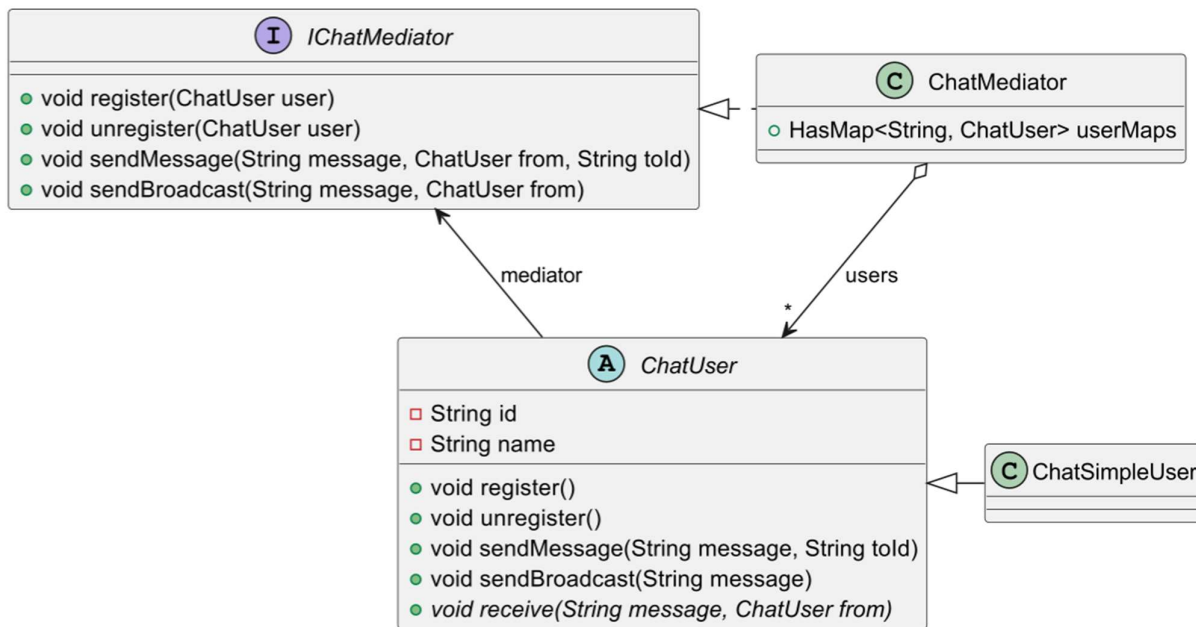 I IChatMediator
void register(ChatUser user)
void unregister(ChatUser user)
void sendMessage(String message, ChatUser from, String toId)
void sendBroadcast(String message, ChatUser from)
C ChatMediator
HasMap<String, ChatUser> userMaps
mediator
users
*
A ChatUser
String id
String name
void register()
void unregister()
void sendMessage(String message, String toId)
void sendBroadcast(String message)
void receive(String message, ChatUser from)
C ChatSimpleUser